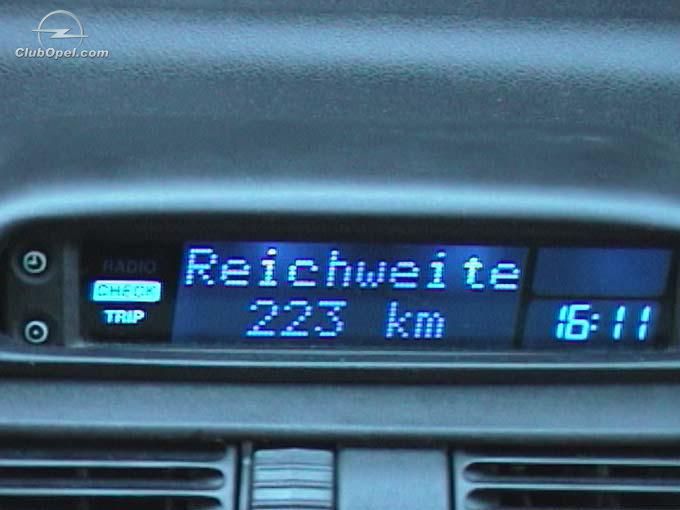 ClubOpel.com
RADIO
CHECK
TRIP
Reichweite
223 km
16:11